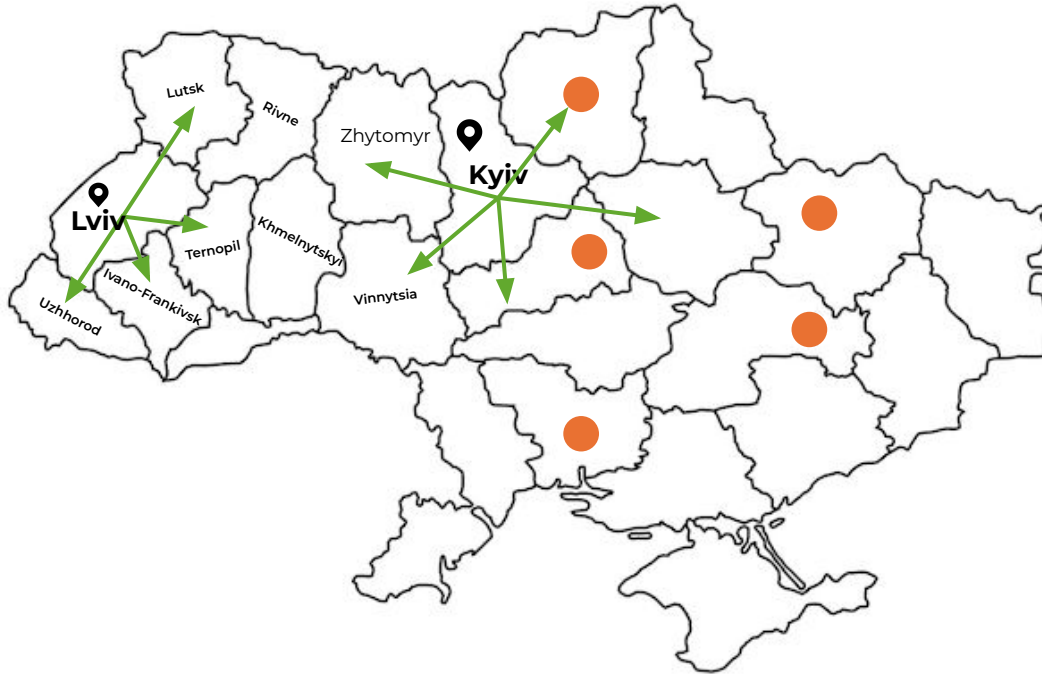 Lutsk
Rivne
Zhytomyr
Kyiv
Lviv
Ternopil
Khmelnytskyi
Ivano-Frankivsk
Uzhhorod
Vinnytsia